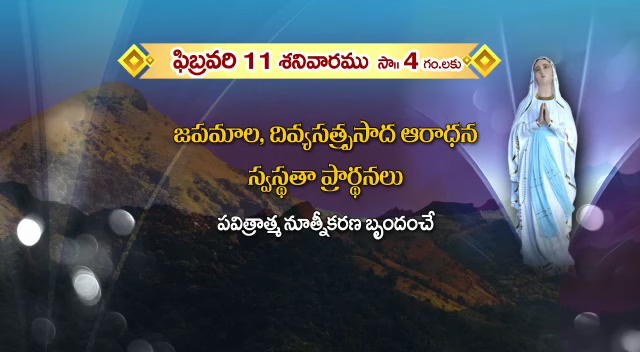 ఫిబ్రవరి 11 శనివారము సా॥ 4 గం.లకు
జపమాల, దివ్యసత్ప్రసాద ఆరాధన
స్వస్థతా ప్రార్థనలు
పవిత్రాత్మ నూత్నీకరణ బృందంచే